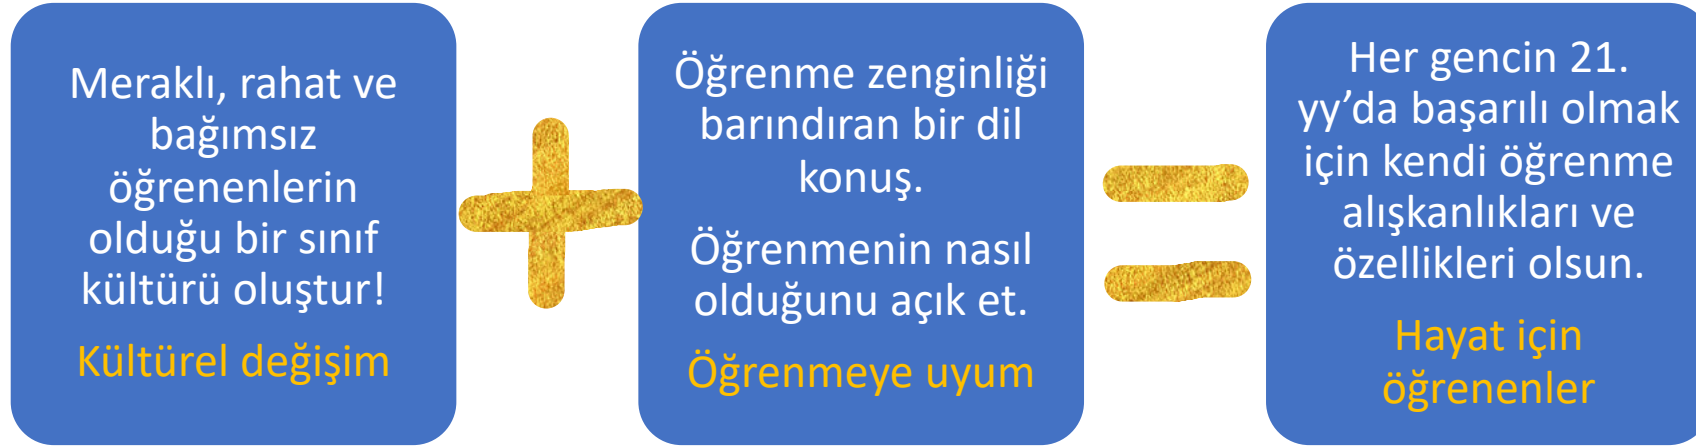 Meraklı, rahat ve
bağımsız
öğrenenlerin
olduğu bir sınıf
kültürü oluştur!
Kültürel değişim
Öğrenme zenginliği
barındıran bir dil
konuş.
Öğrenmenin nasıl
olduğunu açık et.
Öğrenmeye uyum
Her gencin 21.
yy’da başarılı olmak
için kendi öğrenme
alışkanlıkları ve
özellikleri olsun.
Hayat için
öğrenenler